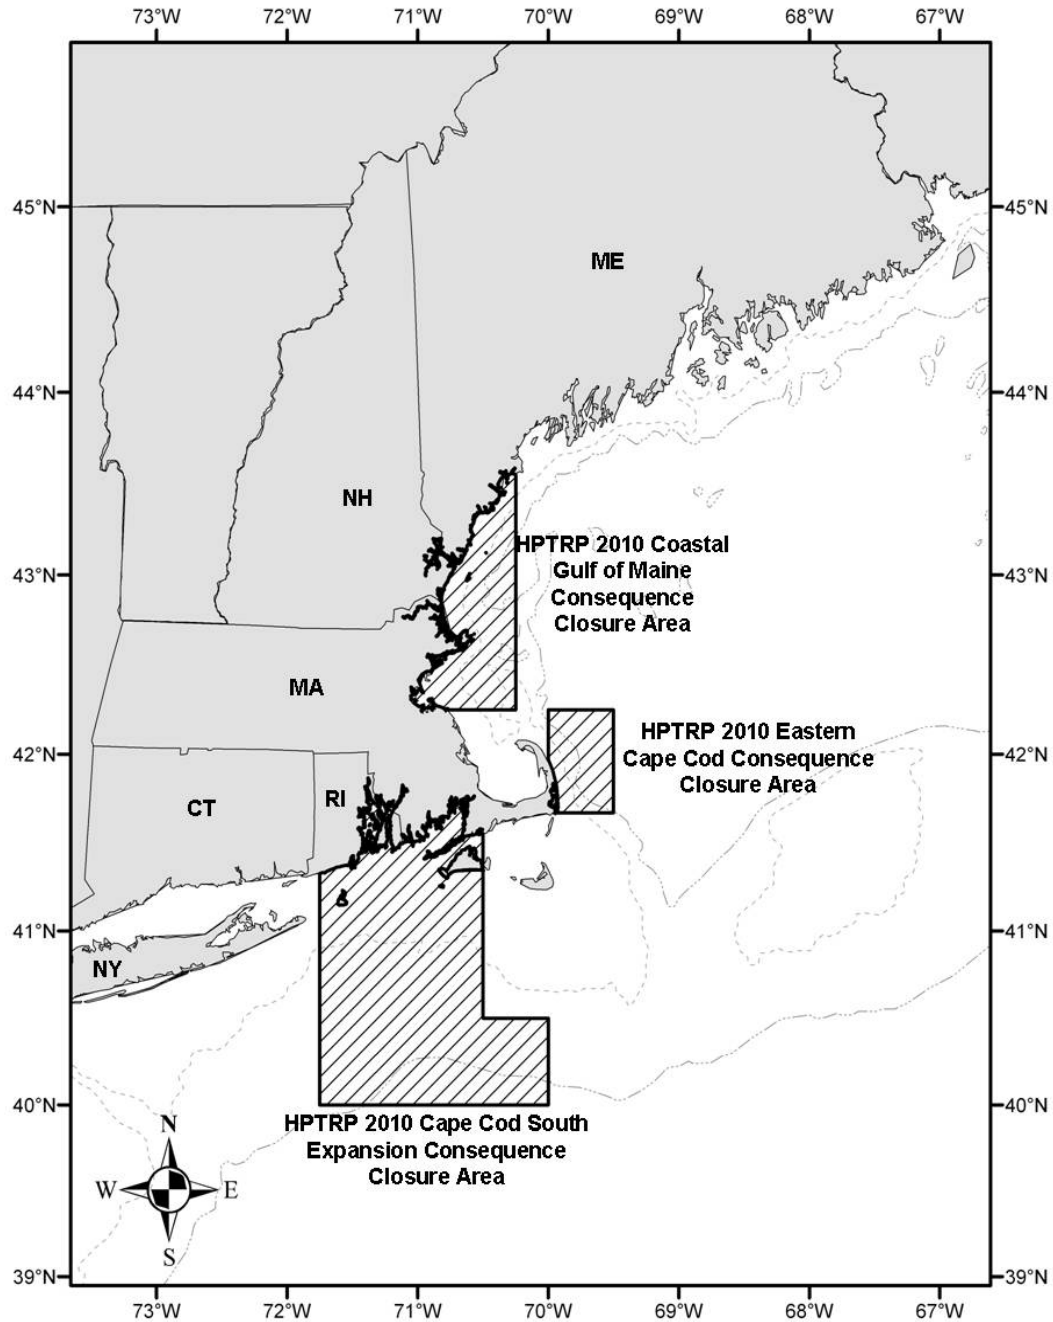 73°W 72°W 71°W 70°W 69°W 68°W 67°W
45°N 45°N
ME
44°N 44°N
NH
HPTRP 2010 Coastal
Gulf of Maine
Consequence
Closure Area
43°N 43°N
MA
HPTRP 2010 Eastern
Cape Cod Consequence
Closure Area
42°N 42°N
RI
CT
41°N 41°N
NY
40°N 40°N
HPTRP 2010 Cape Cod South
Expansion Consequence
Closure Area
N
W E
S
39°N 39°N
73°W 72°W 71°W 70°W 69°W 68°W 67°W